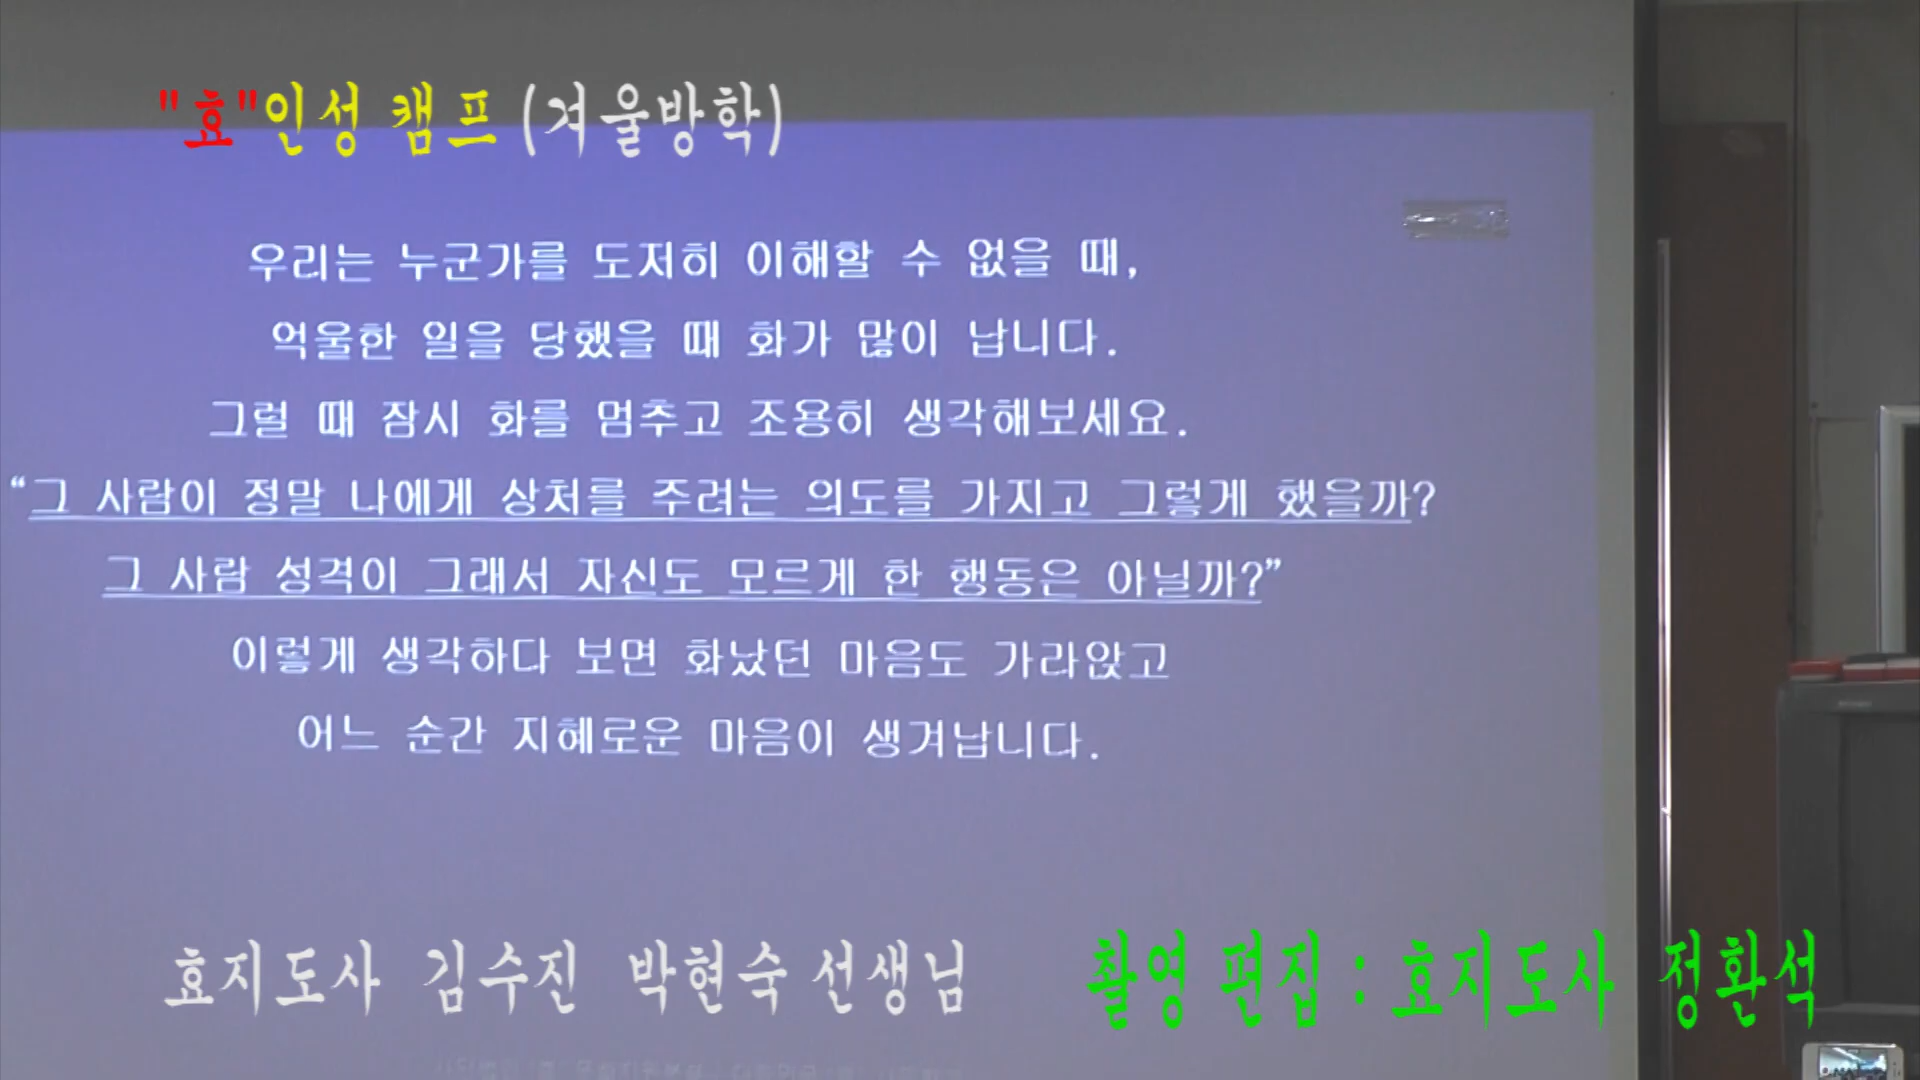 "효"인성 캠프 (겨울방학)
우리는 누군가를 도저히 이해할 수 없을 때,
억울한 일을 당했을 때 화가 많이 납니다.
그럴 때 잠시 화를 멈추고 조용히 생각해보세요.
“그 사람이 정말 나에게 상처를 주려는 의도를 가지고 그렇게 했을까?
그 사람 성격이 그래서 자신도 모르게 한 행동은 아닐까?”
이렇게 생각하다 보면 화났던 마음도 가라앉고
어느 순간 지혜로운 마음이 생겨납니다.
효지도사 김수진 박현숙 선생님
촬영 편집 : 효지도사 정환석